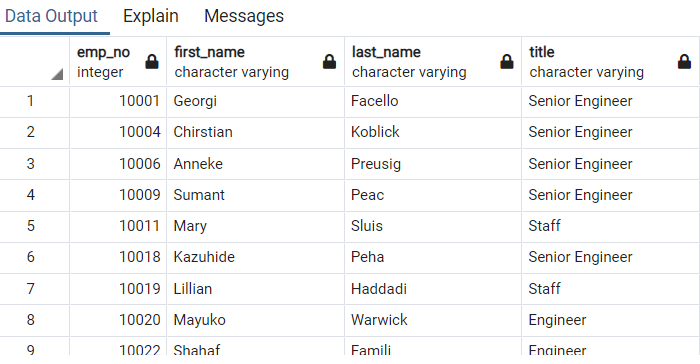 Data Output Explain Messages
emp_no first_name last_name title
integer character varying character varying character varying
1 10001 Georgi Facello Senior Engineer
2 10004 Chirstian Koblick Senior Engineer
3 10006 Anneke Preusig Senior Engineer
4 10009 Sumant Peac Senior Engineer
5 10011 Mary Sluis Staff
6 10018 Kazuhide Peha Senior Engineer
7 10019 Lillian Haddadi Staff
8 10020 Mayuko Warwick Engineer
9 10022 Shahaf Famili Engineer